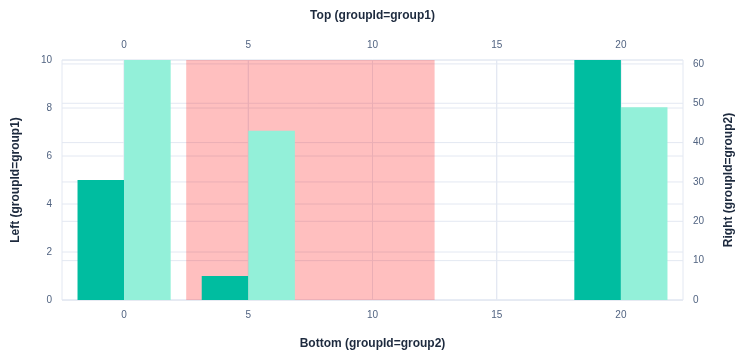 Top (groupId=group1)
0 5 10 15 20
Left (groupId=group1)
10
8
6
4
2
0
60
50
40
30
20
10
0
Right (groupId=group2)
0 5 10 15 20
Bottom (groupId=group2)